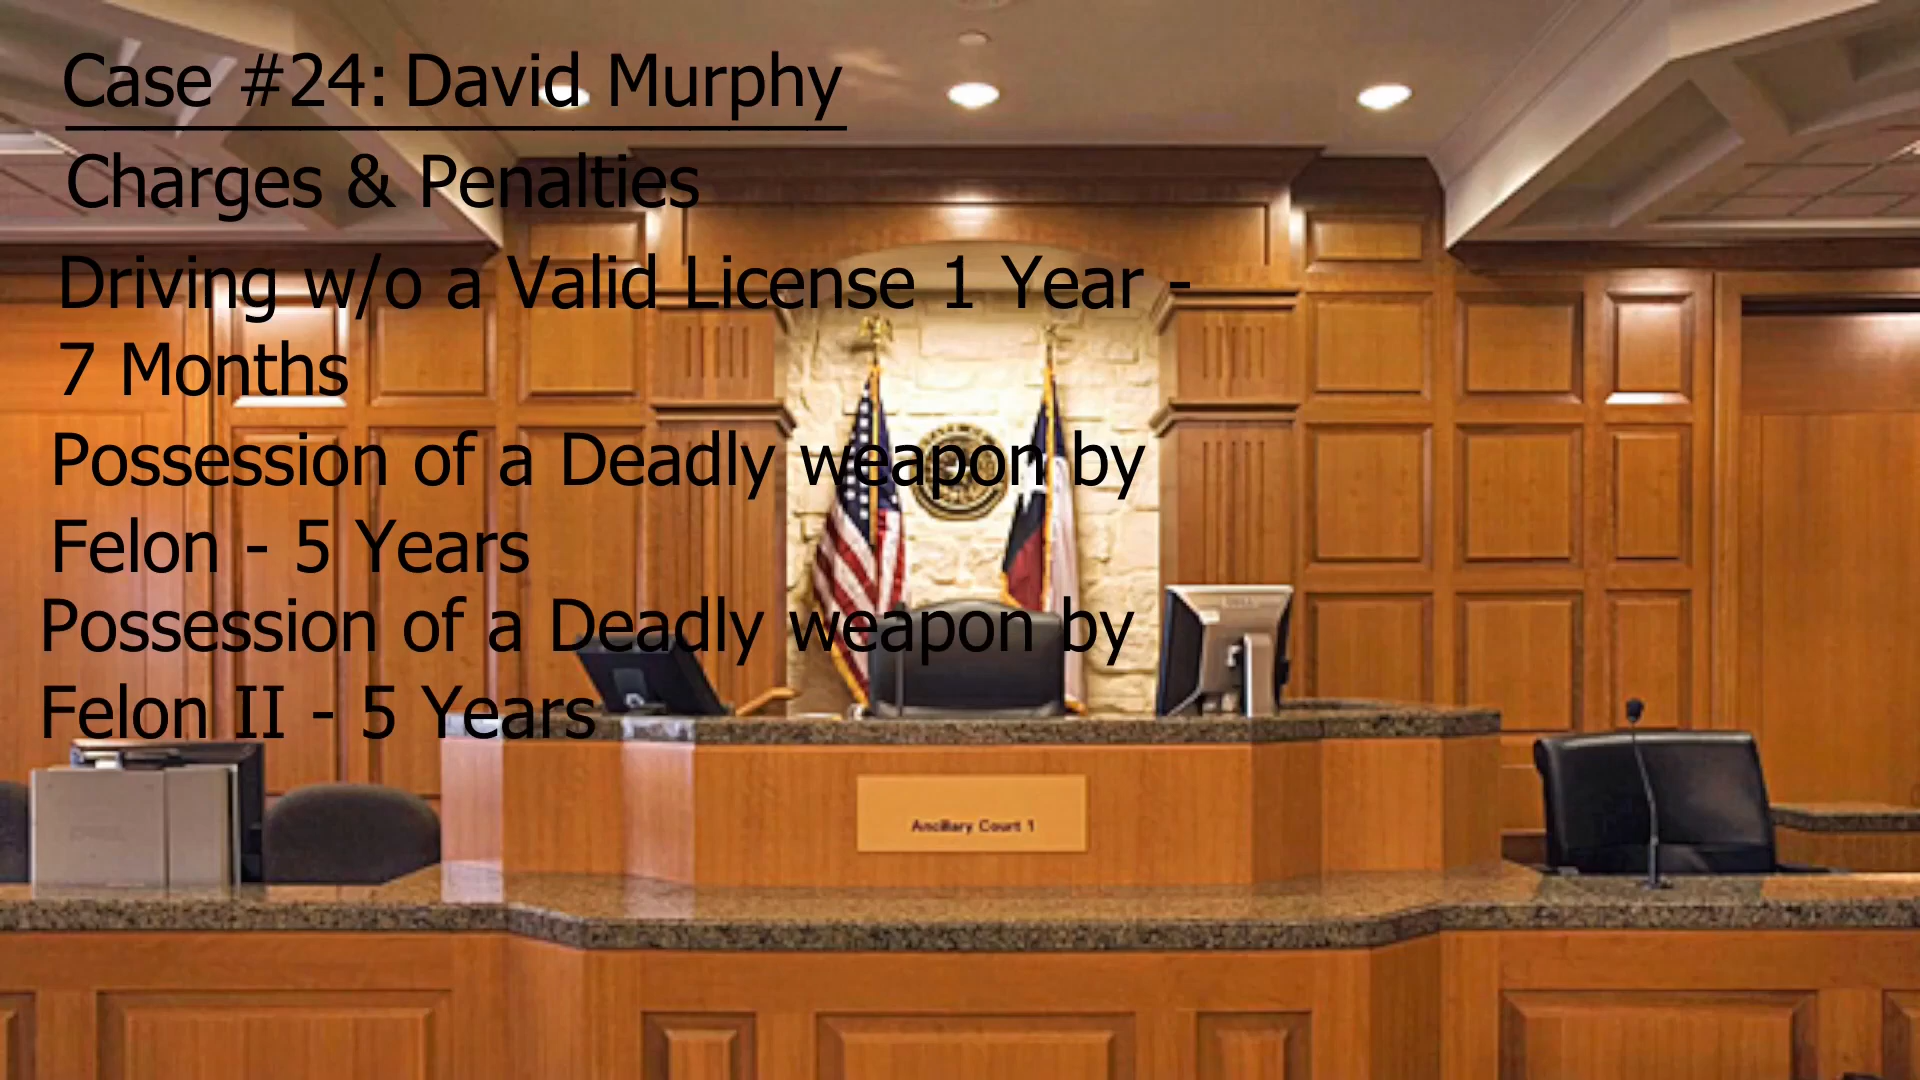 Case #24: David Murphy
Charges & Penalties
Driving w/o a Valid License 1 Year -
7 Months
Possession of a Deadly weapon by
Felon - 5 Years
Possession of a Deadly weapon by
Felon II - 5 Years
Ancillary Court 1